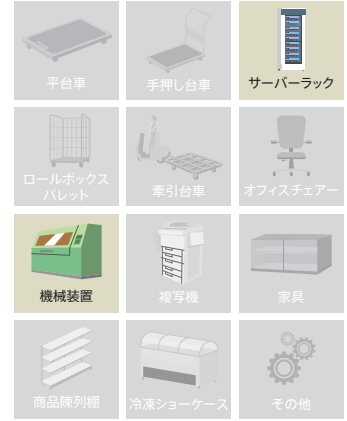 平台車
手押し台車
サーバーラック
ロールボックス
パレット
牽引台車
オフィスチェアー
機械装置
複写機
家具
商品陳列棚
冷凍ショーケース
その他